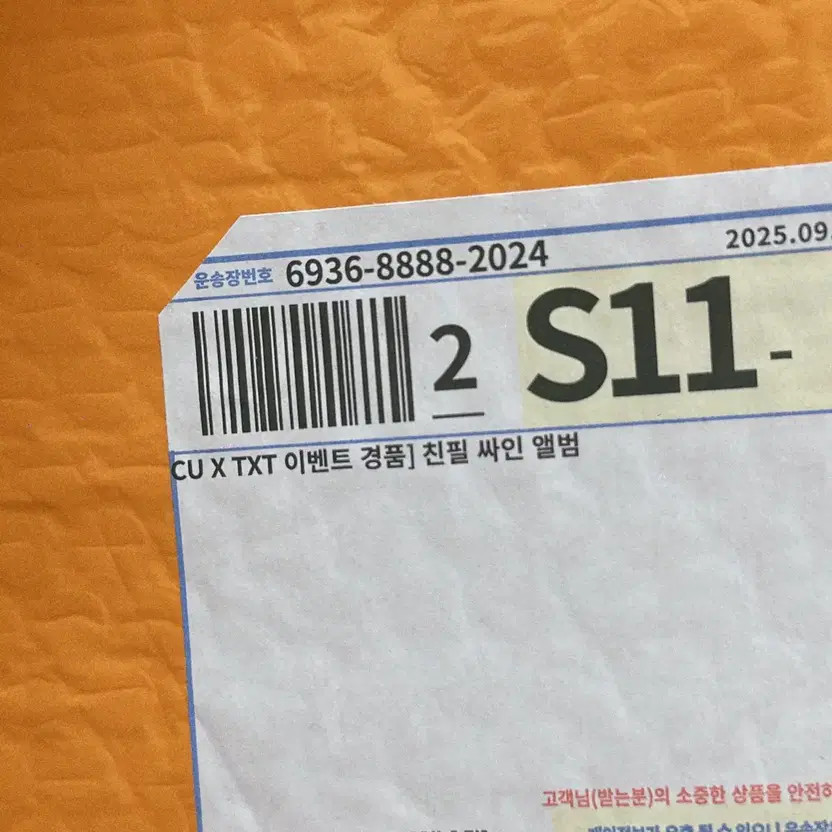 운송장번호 6936-8888-2024
2025.09.
2
S11-
CU X TXT 이벤트 경품] 친필 싸인 앨범
고객님(받는분)의 소중한 상품을 안전하